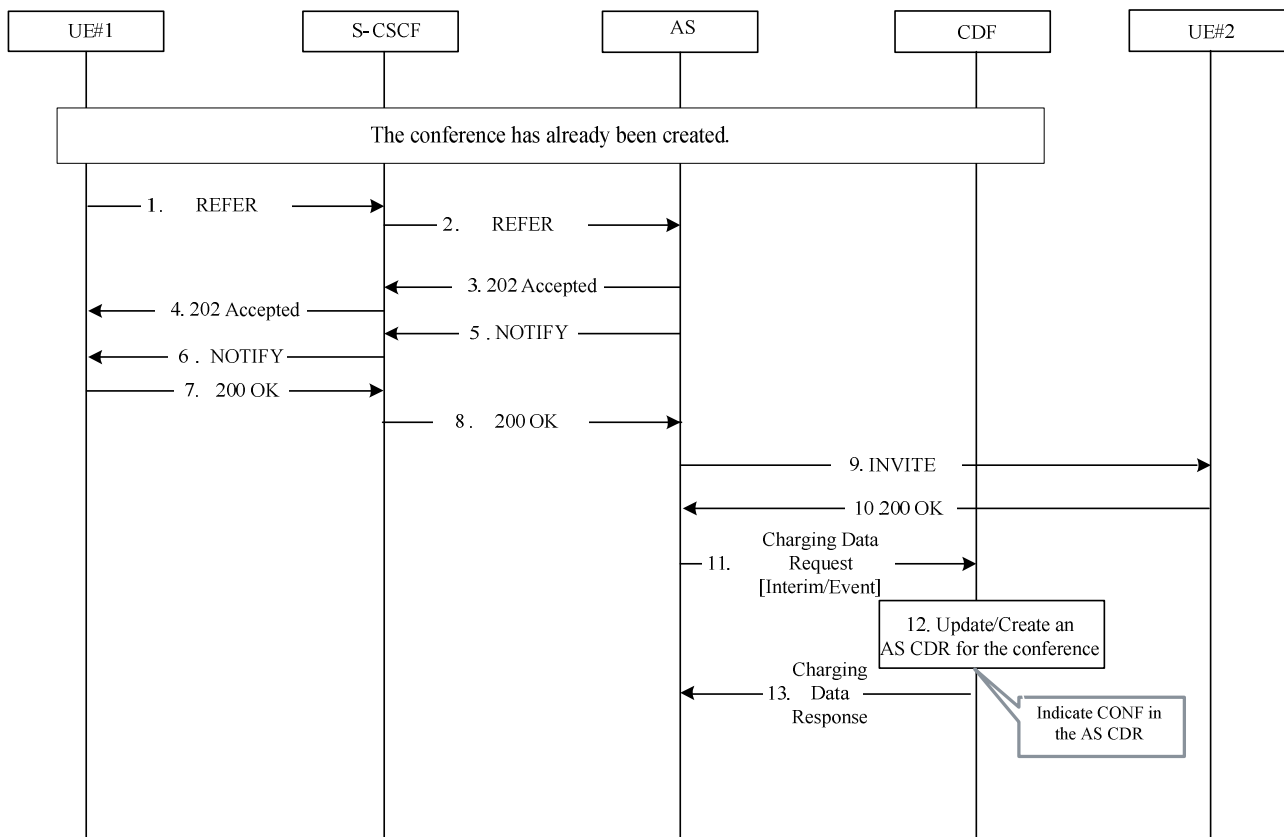 UE#1
S-CSCF
AS
CDF
UE#2
The conference has already been created.
1. REFER
2. REFER
3. 202 Accepted
4. 202 Accepted
5 . NOTIFY
6 . NOTIFY
7. 200 OK
8 . 200 OK
9. INVITE
10.200 OK
11. Charging Data
Request
[Interim/Event]
12. Update/Create an
AS CDR for the conference
Charging
13. Data
Response
Indicate CONF in
the AS CDR